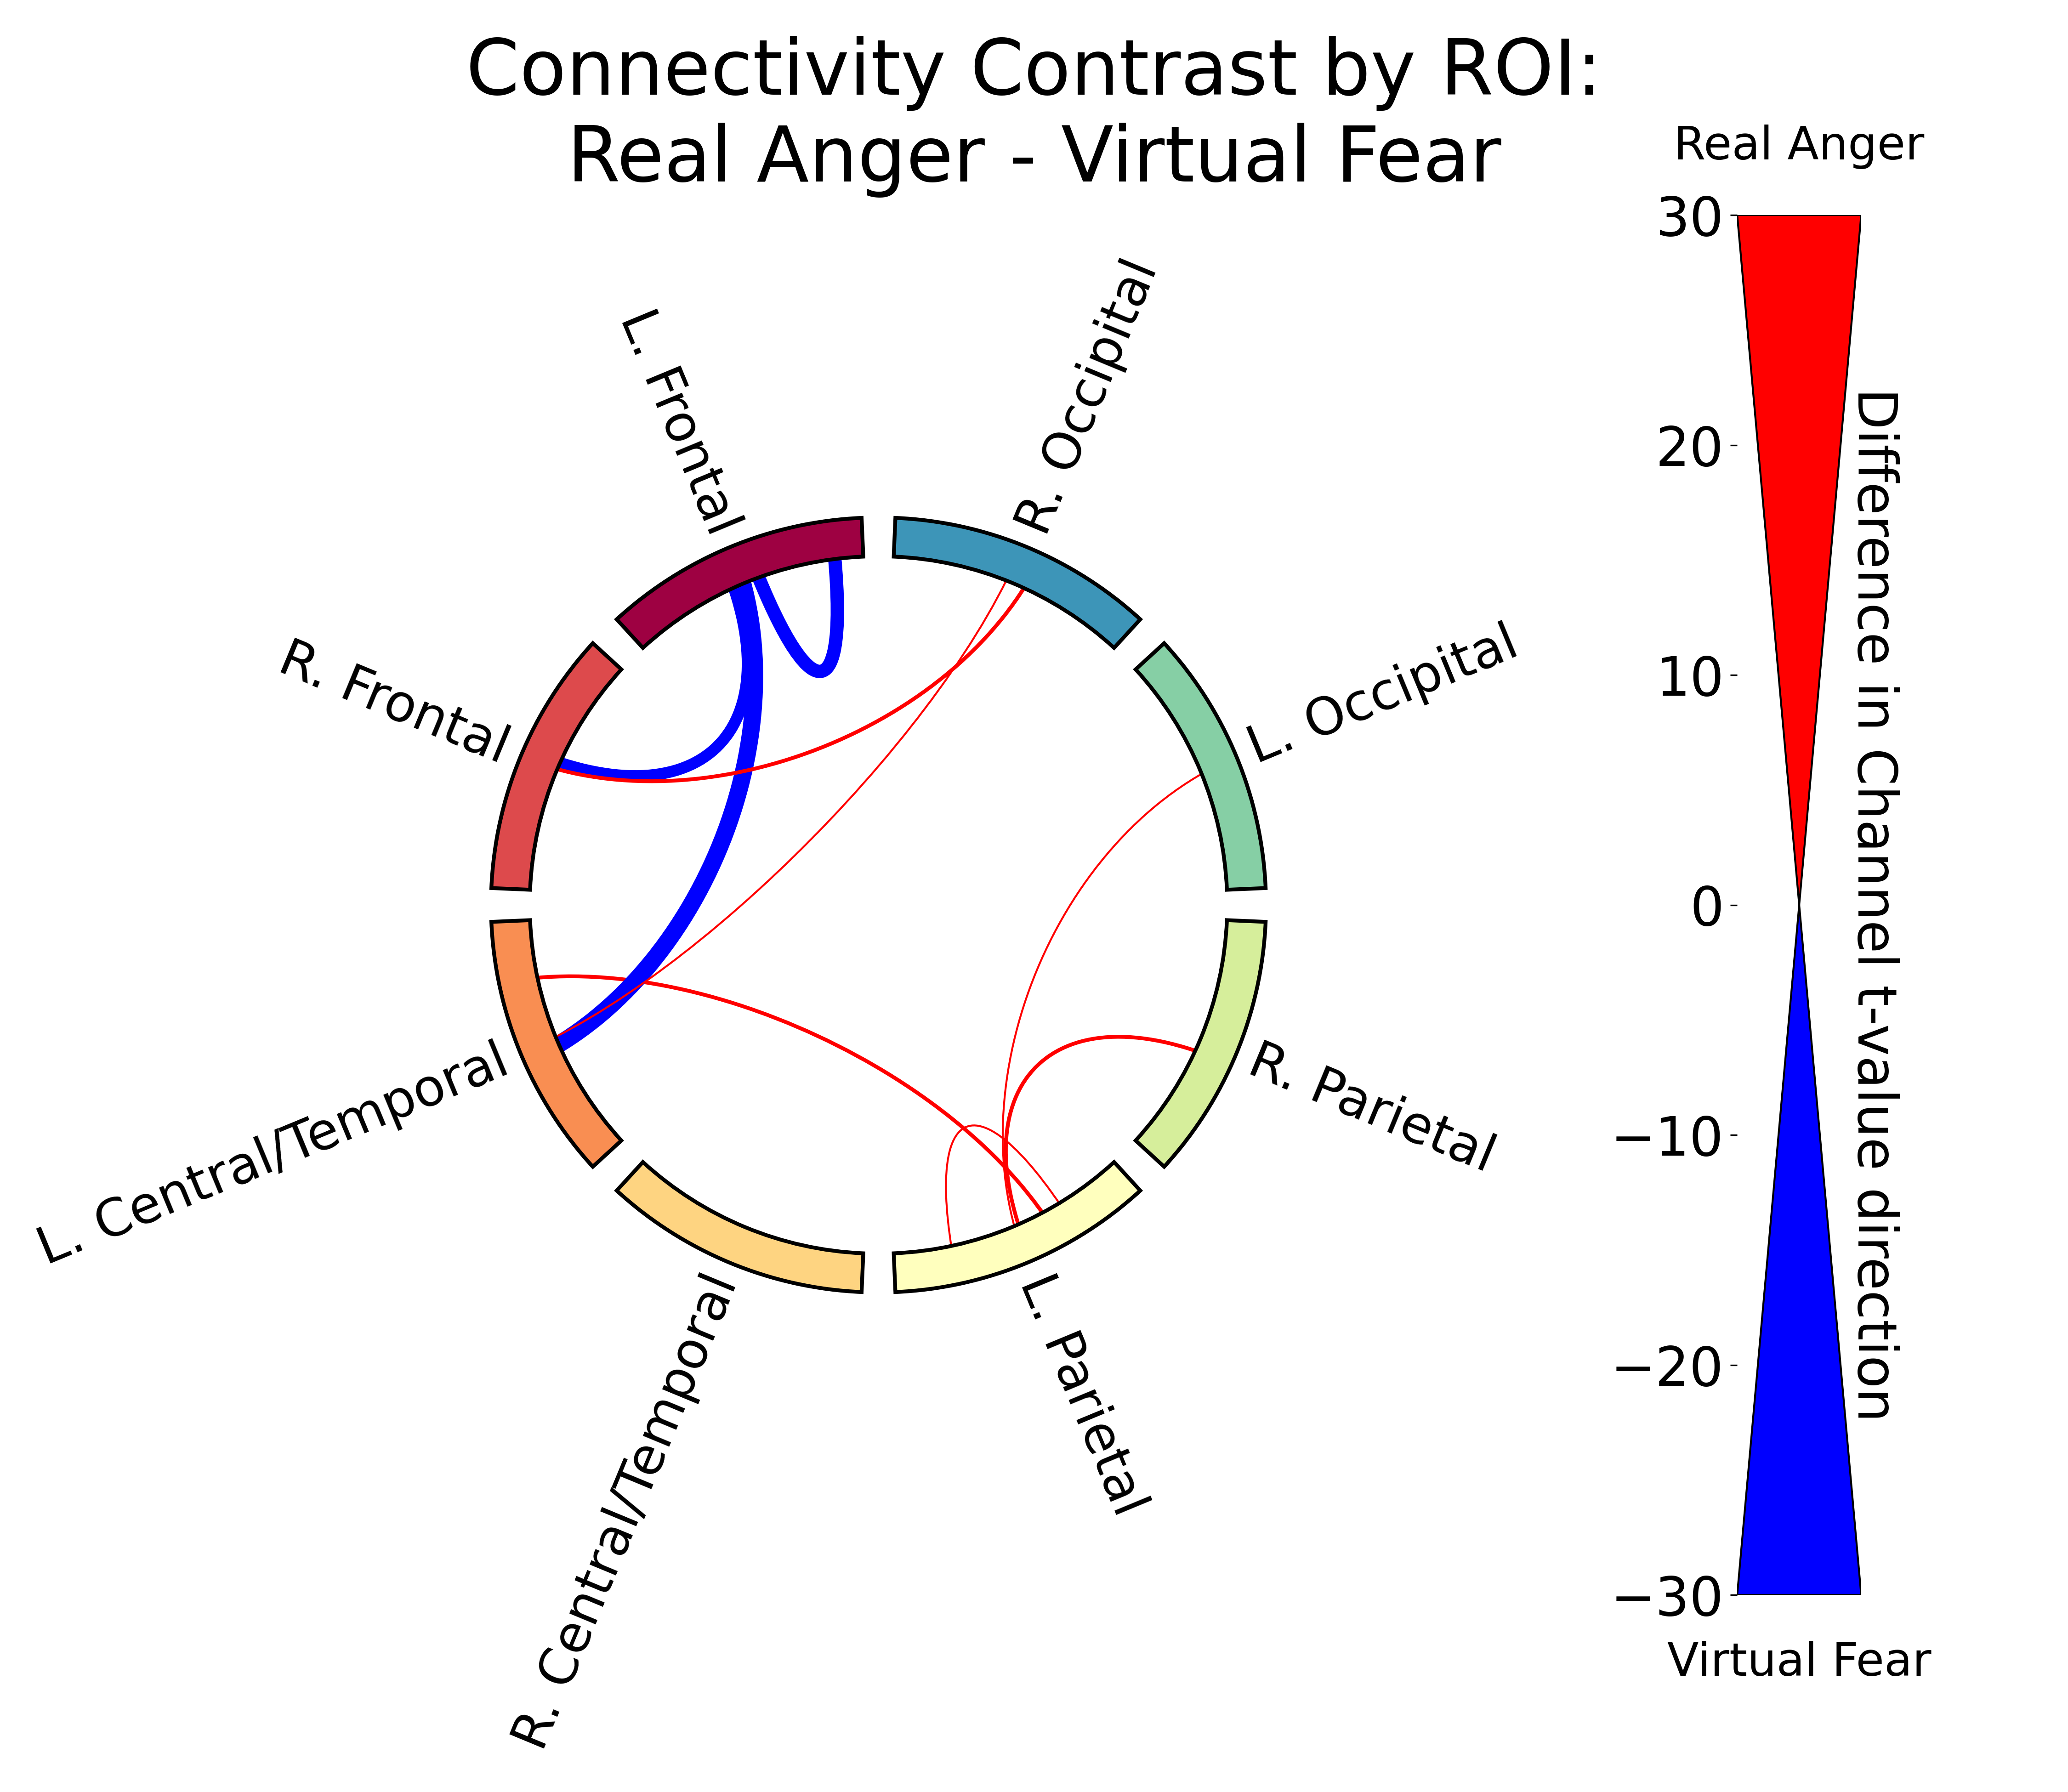 Connectivity Contrast by ROI:
Real Anger - Virtual Fear
Real Anger
30
20
10
0
−10
−20
−30
Virtual Fear
Difference in Channel t-value direction
L. Frontal
R. Occipital
R. Frontal
L. Occipital
L. Central/Temporal
R. Parietal
R. Central/Temporal
L. Parietal